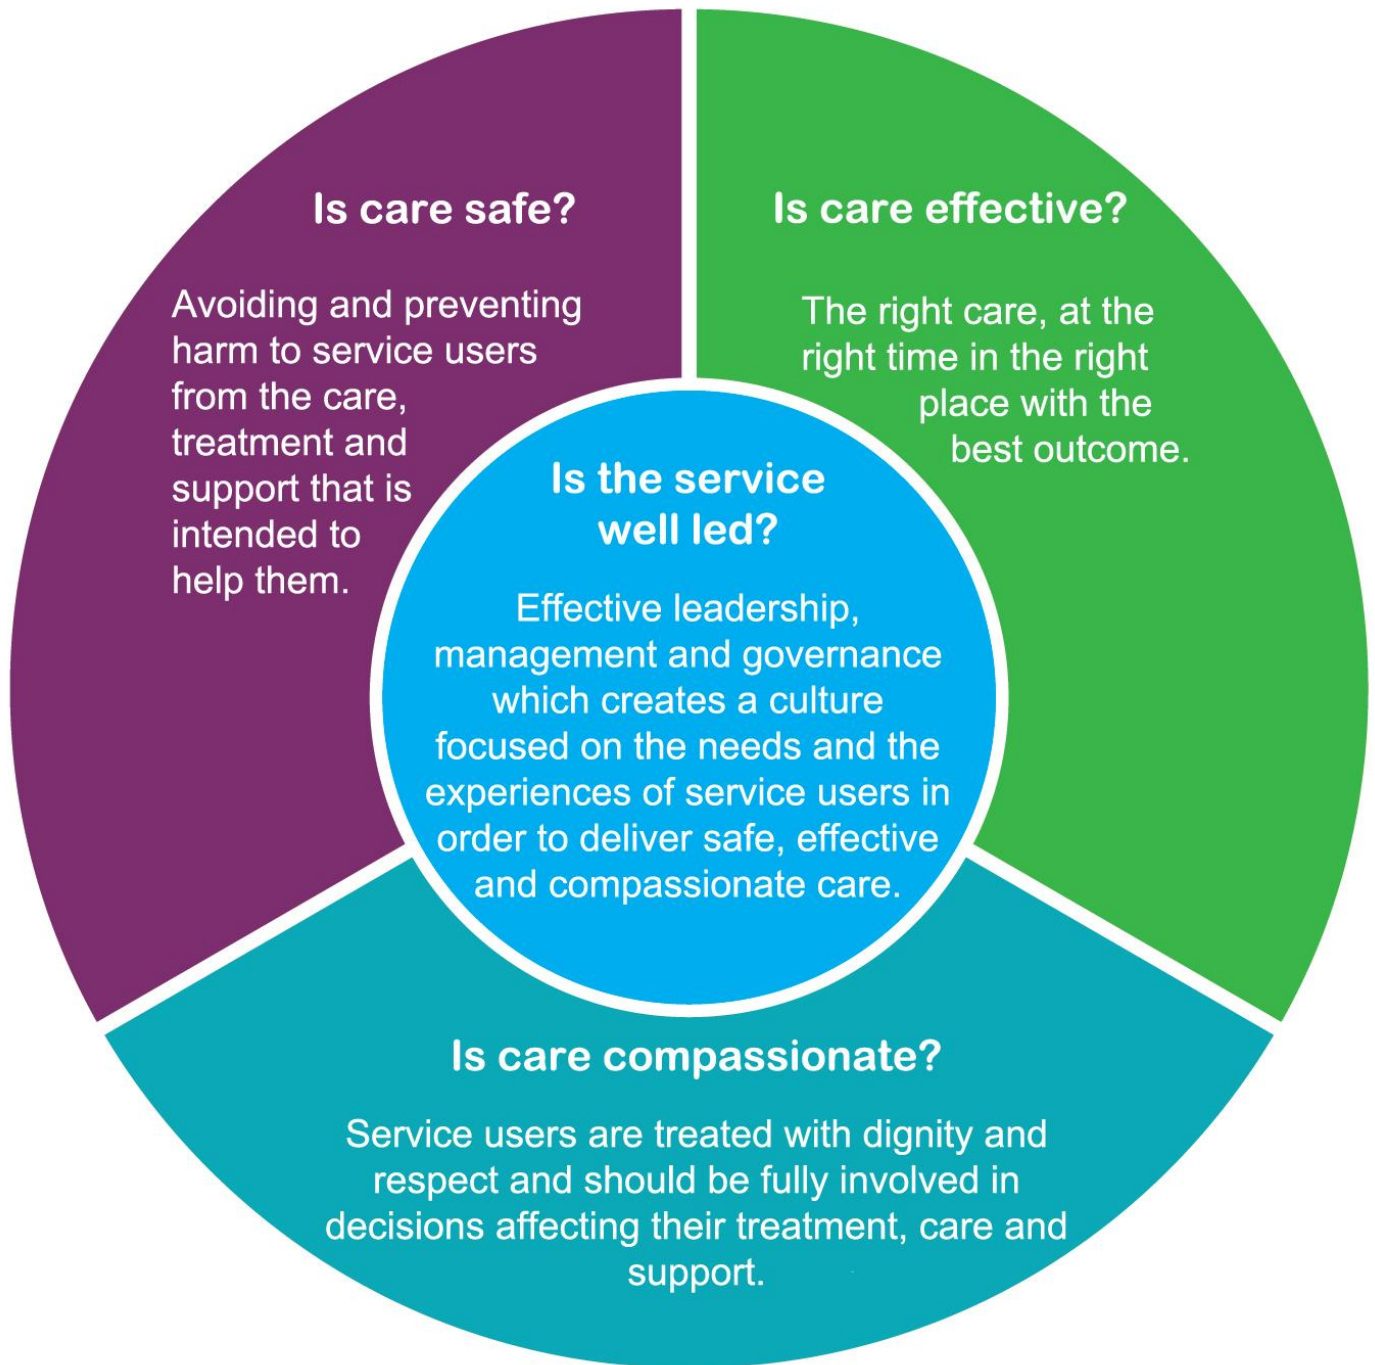 Is care safe?
Avoiding and preventing
harm to service users
from the care,
treatment and
support that is
intended to
help them.
Is care effective?
The right care, at the
right time in the right
place with the
best outcome.
Is the service
well led?
Effective leadership,
management and governance
which creates a culture
focused on the needs and the
experiences of service users in
order to deliver safe, effective
and compassionate care.
Is care compassionate?
Service users are treated with dignity and
respect and should be fully involved in
decisions affecting their treatment, care and
support.